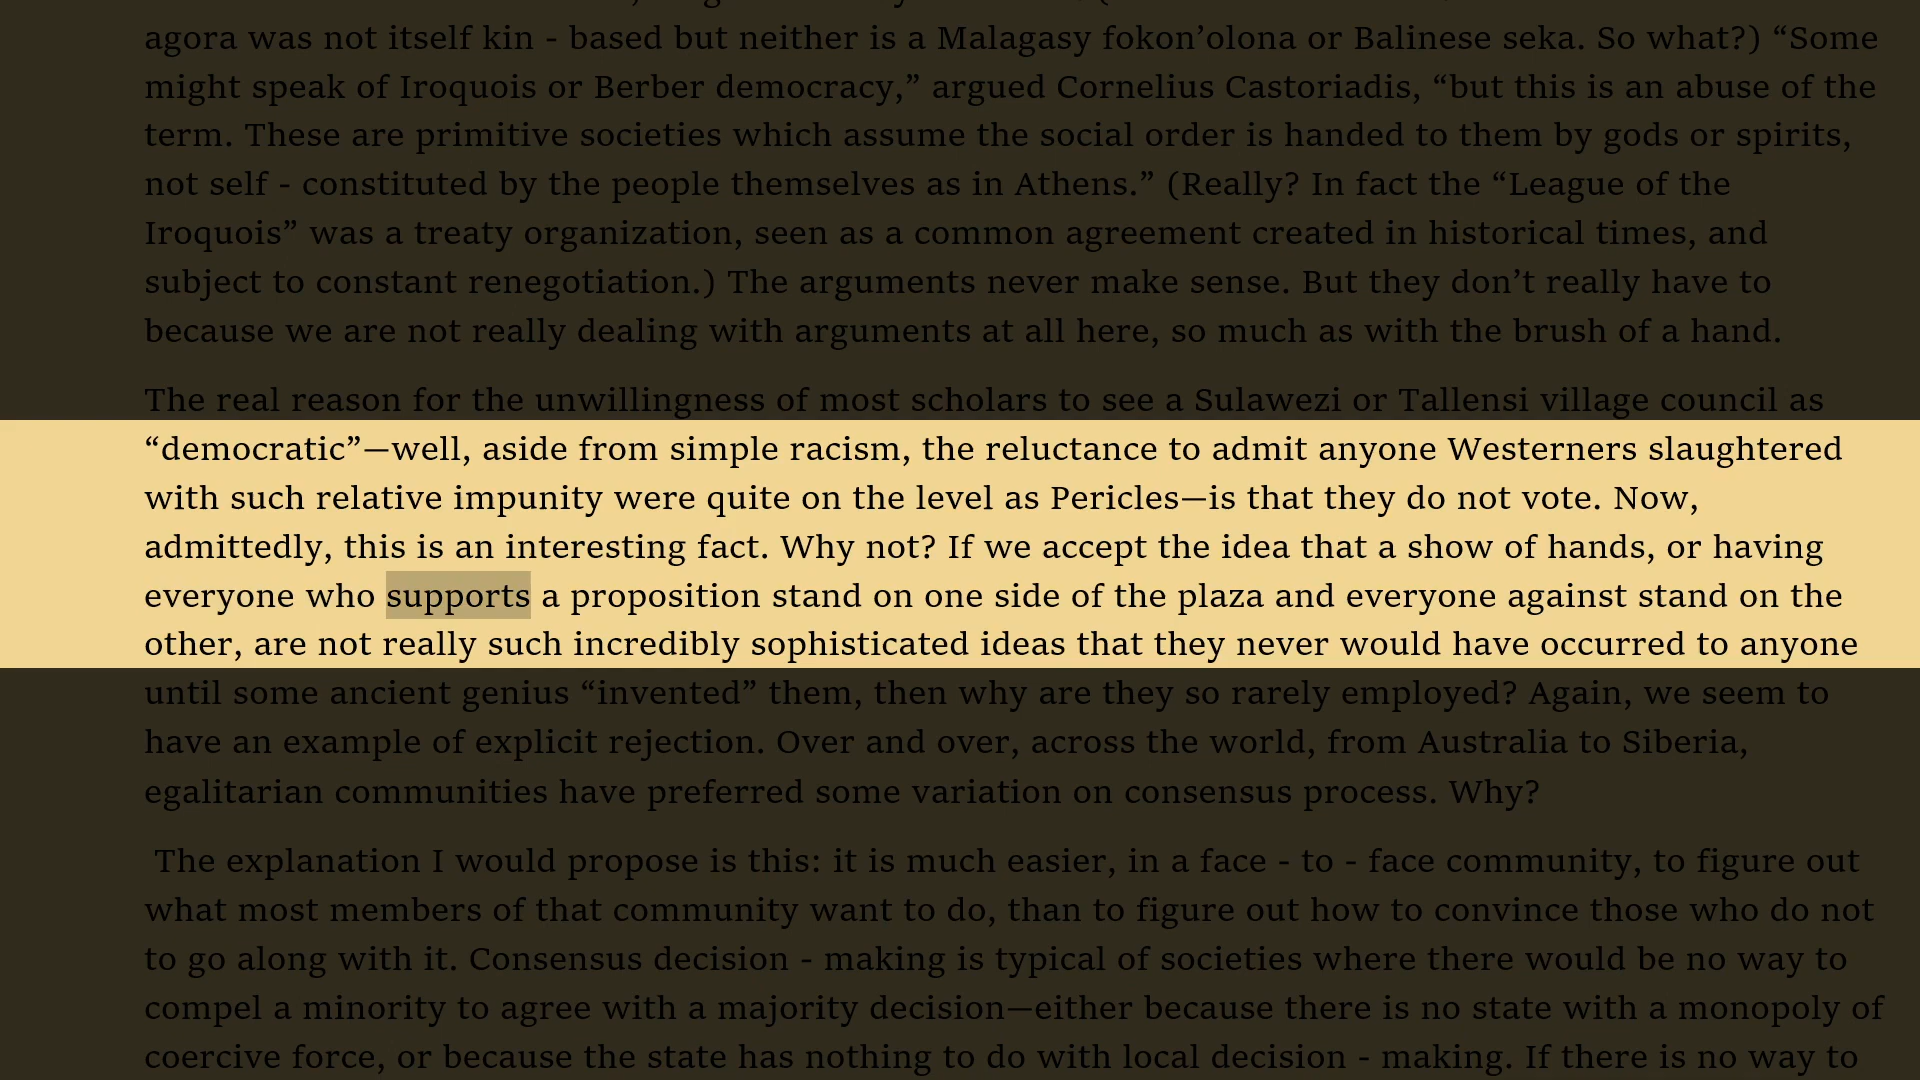 agora was not itself kin - based but neither is a Malagasy fokon’olona or Balinese seka. So what?) “Some
might speak of Iroquois or Berber democracy,” argued Cornelius Castoriadis, “but this is an abuse of the
term. These are primitive societies which assume the social order is handed to them by gods or spirits,
not self - constituted by the people themselves as in Athens.” (Really? In fact the “League of the
Iroquois” was a treaty organization, seen as a common agreement created in historical times, and
subject to constant renegotiation.) The arguments never make sense. But they don’t really have to
because we are not really dealing with arguments at all here, so much as with the brush of a hand.
The real reason for the unwillingness of most scholars to see a Sulawezi or Tallensi village council as
“democratic”—well, aside from simple racism, the reluctance to admit anyone Westerners slaughtered
with such relative impunity were quite on the level as Pericles—is that they do not vote. Now,
admittedly, this is an interesting fact. Why not? If we accept the idea that a show of hands, or having
everyone who supports a proposition stand on one side of the plaza and everyone against stand on the
other, are not really such incredibly sophisticated ideas that they never would have occurred to anyone
until some ancient genius “invented” them, then why are they so rarely employed? Again, we seem to
have an example of explicit rejection. Over and over, across the world, from Australia to Siberia,
egalitarian communities have preferred some variation on consensus process. Why?
The explanation I would propose is this: it is much easier, in a face - to - face community, to figure out
what most members of that community want to do, than to figure out how to convince those who do not
to go along with it. Consensus decision - making is typical of societies where there would be no way to
compel a minority to agree with a majority decision—either because there is no state with a monopoly of
coercive force, or because the state has nothing to do with local decision - making. If there is no way to